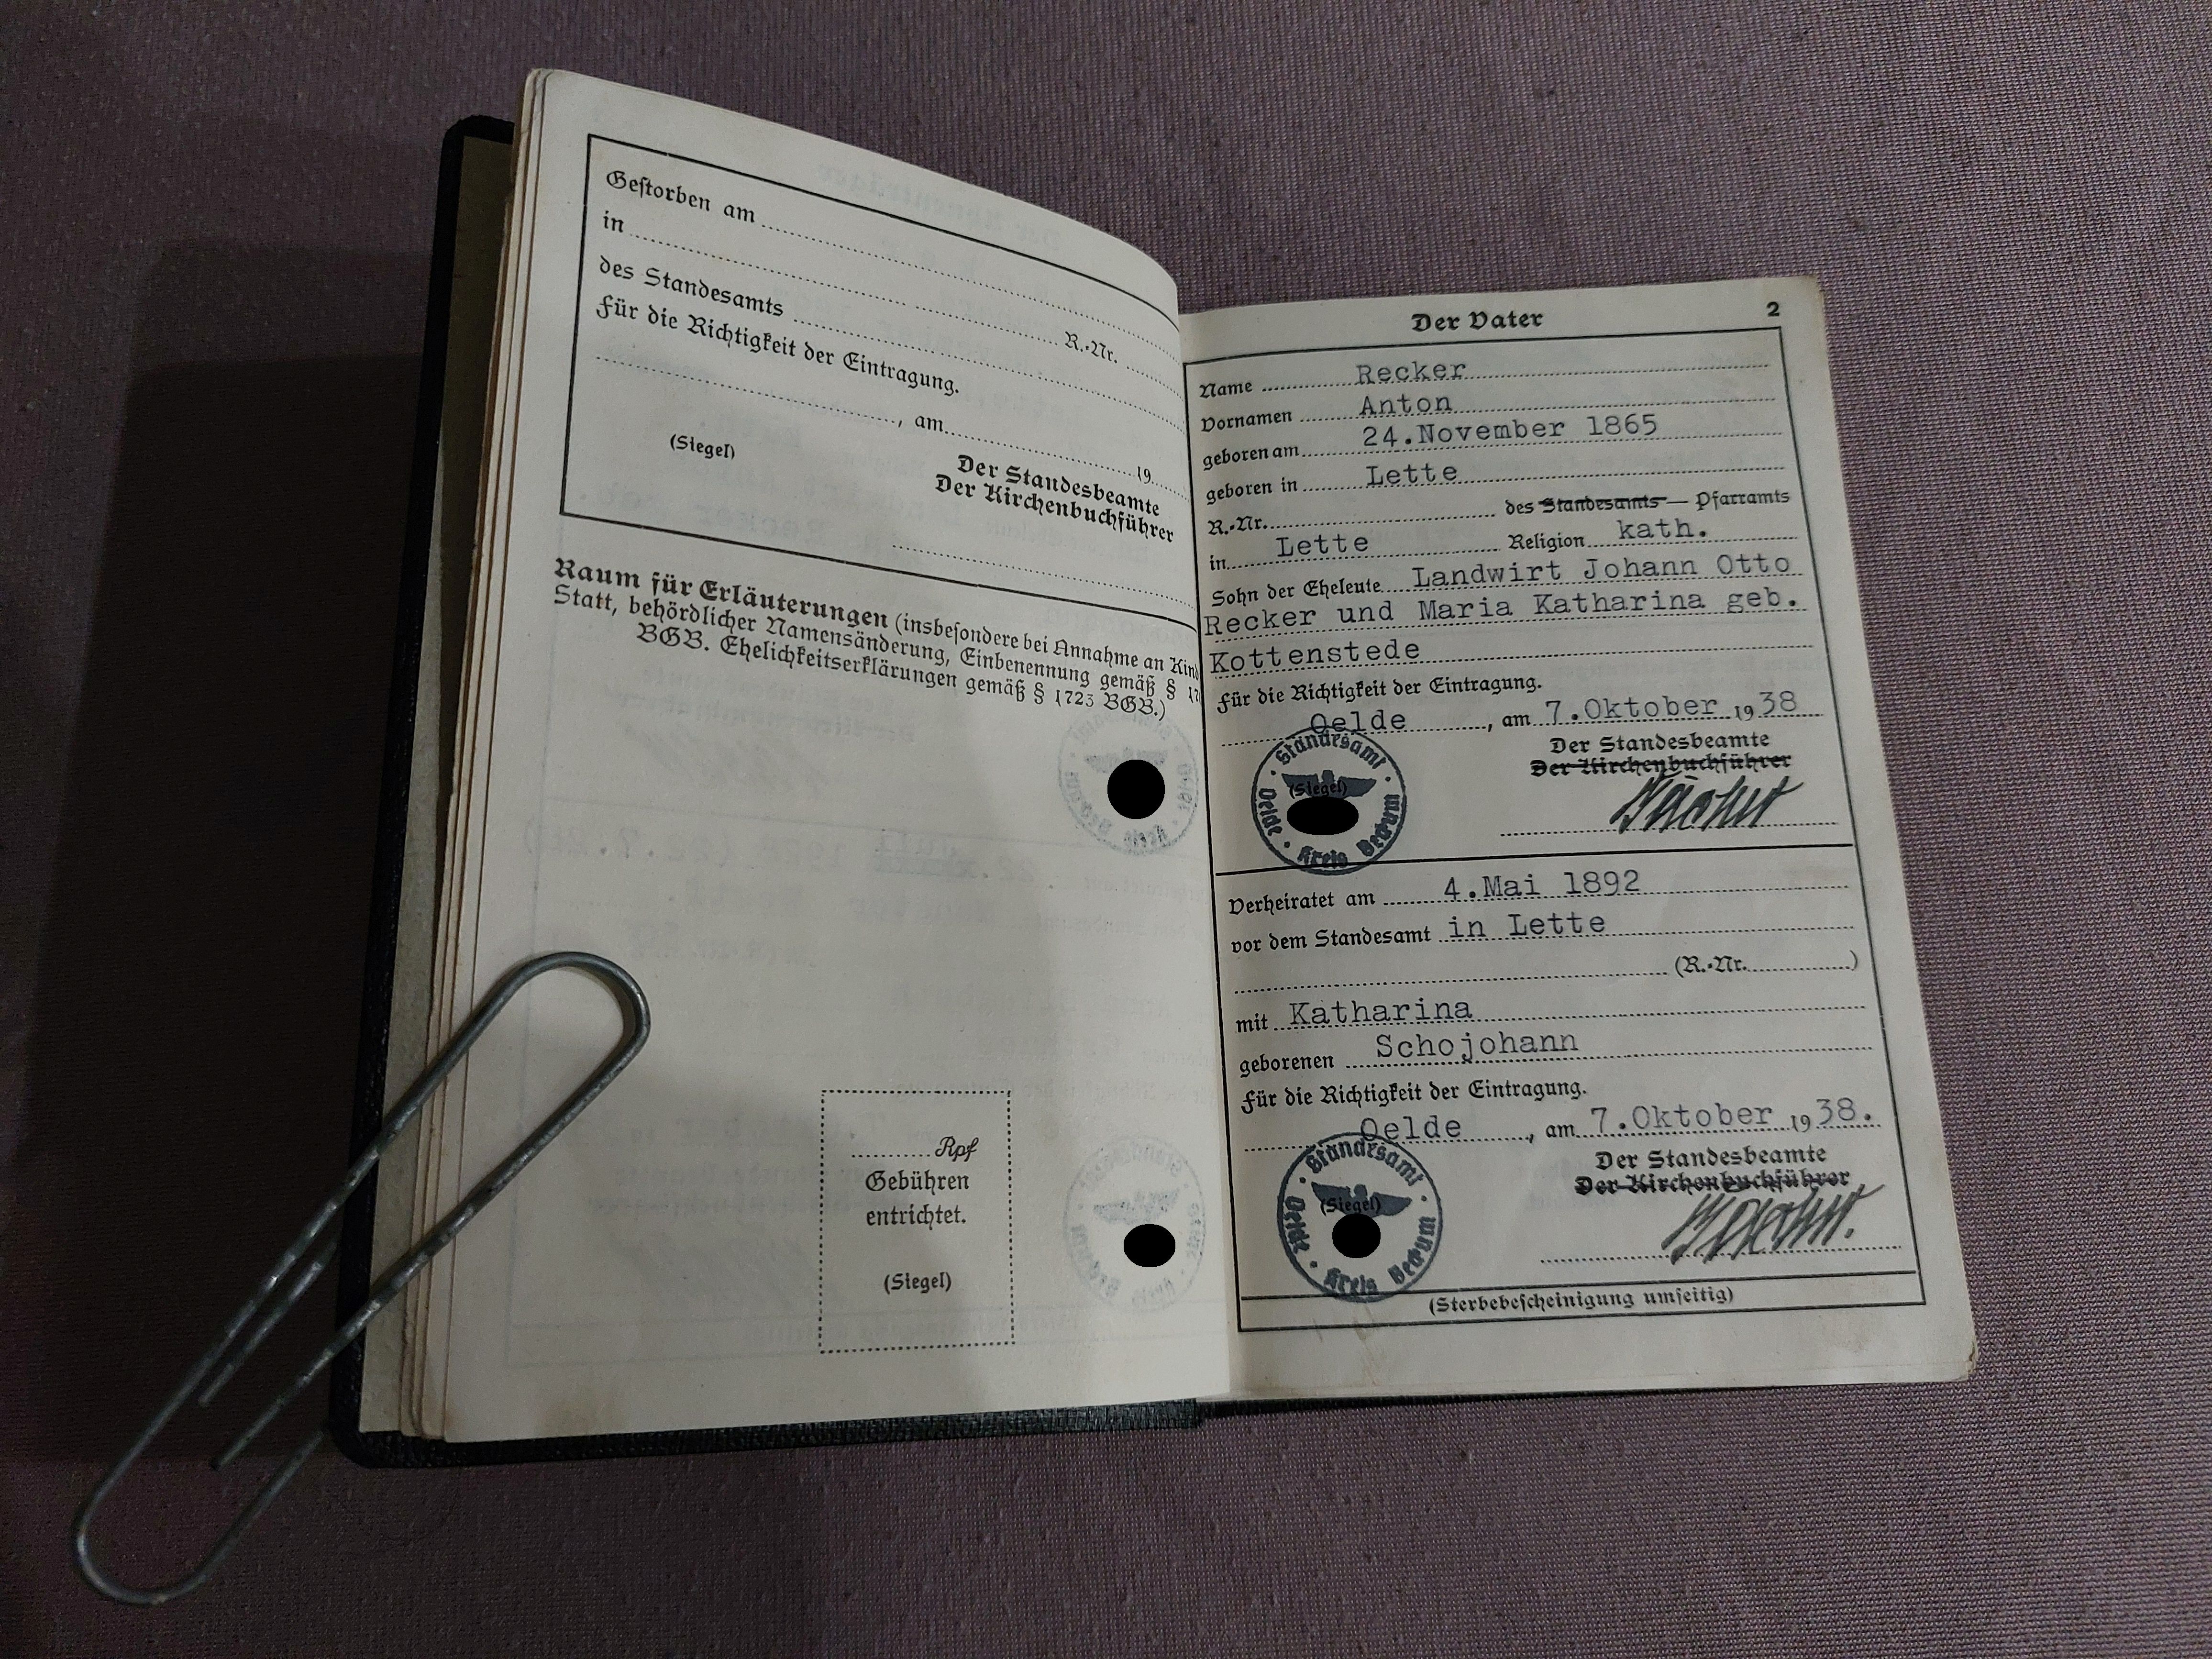 Gestorben am
in
R.-Nr.
des Standesamts
Für die Richtigkeit der Eintragung.
, am 19
(Siegel)
Der Standesbeamte
Der Kirchenbuchführer
Raum für Erläuterungen (insbesondere bei Annahme an Kind
Statt, behördlicher Namensänderung, Einbenennung gemäß § 17
BGB. Ehelichkeitserklärungen gemäß § 1723 BGB.)
Rpf
Gebühren
entrichtet.
(Siegel)
Der Vater 2
Name Recker
Vornamen Anton
geboren am 24.November 1865
geboren in Lette
R.-Nr. des Standesamts — Pfarramts
in Lette Religion kath.
Sohn der Eheleute Landwirt Johann Otto
Recker und Maria Katharina geb.
Kottenstede
Für die Richtigkeit der Eintragung.
Oelde, am 7.Oktober 1938
Der Standesbeamte
Der Kirchenbuchführer
(Siegel)
Standesamt Oelde Kreis Beckum
Verheiratet am 4.Mai 1892
vor dem Standesamt in Lette
(R.-Nr. )
mit Katharina
geborenen Schojohann
Für die Richtigkeit der Eintragung.
Oelde, am 7.Oktober 1938.
Der Standesbeamte
Der Kirchenbuchführer
(Siegel)
Standesamt Oelde Kreis Beckum
(Sterbebescheinigung umseitig)